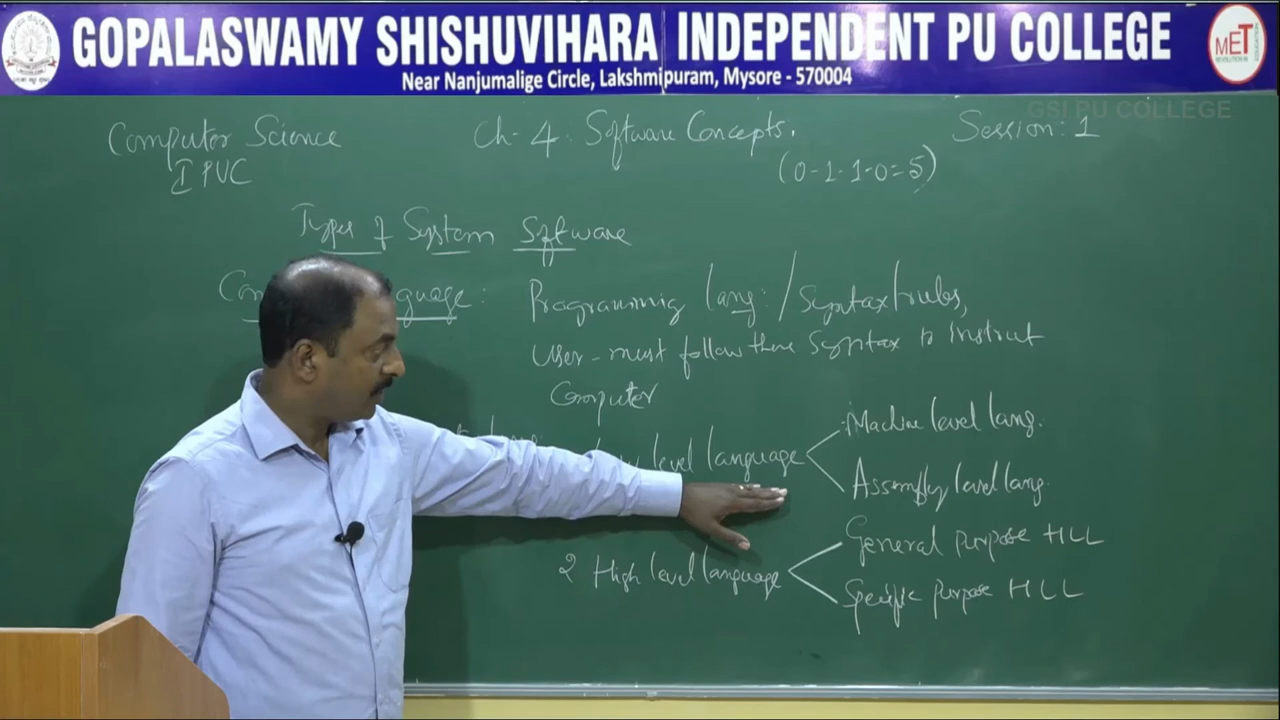 GOPALASWAMY SHISHUVIHARA INDEPENDENT PU COLLEGE
Near Nanjumalige Circle, Lakshmipuram, Mysore - 570004
MET
GSI PU COLLEGE
Computer Science
I PUC
Ch-4. Software Concepts.
(0-1-1-0=5)
Session: 1
Types of System Software
Programming lang: / Syntax/rules,
User - must follow these Syntax to instruct
Computer
level language
Machine level lang.
Assembly level lang.
2 High level language
General purpose HLL
Specific purpose HLL